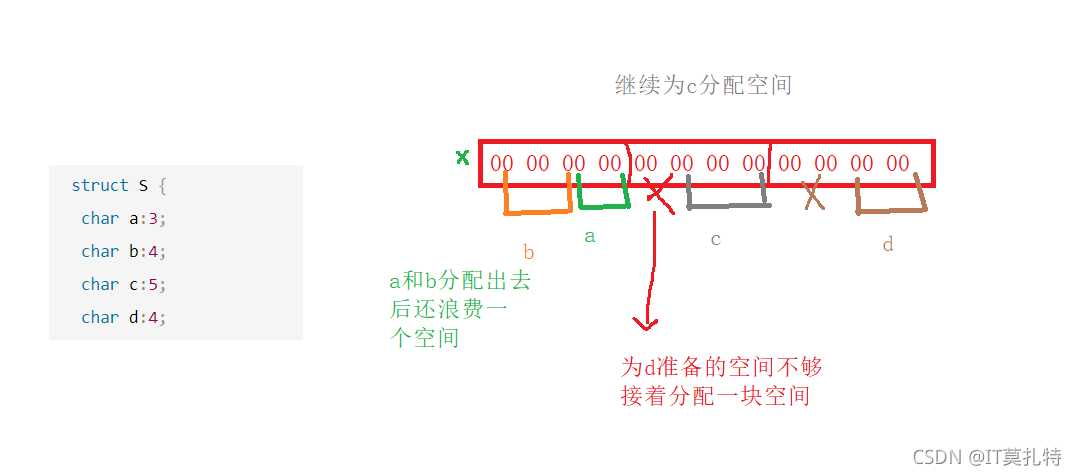 继续为c分配空间
x
00 00 00 00 00 00 00 00 00 00 00 00
struct S {
char a:3;
char b:4;
char c:5;
char d:4;
b
a
c
d
a和b分配出去
后还浪费一
个空间
为d准备的空间不够
接着分配一块空间
CSDN @IT莫扎特